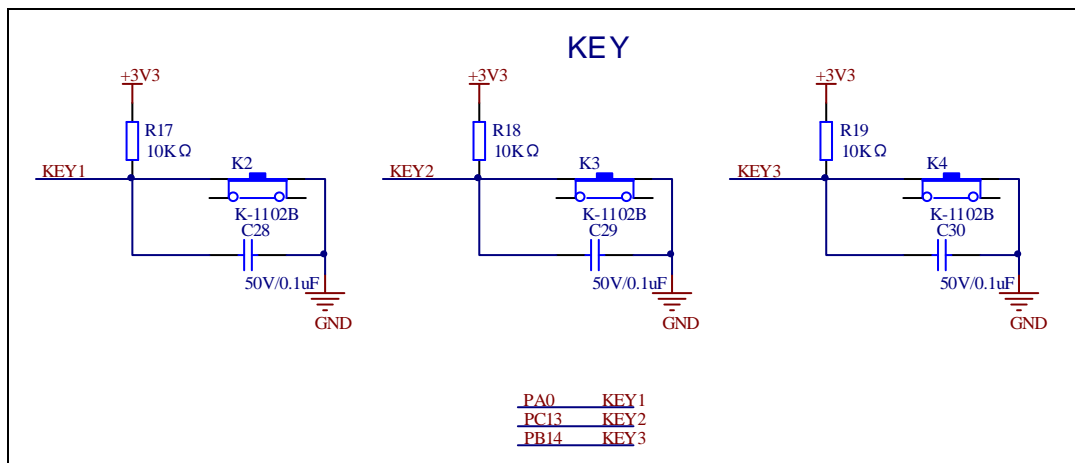 KEY
+3V3
R17
10KΩ
KEY1
K2
K-1102B
C28
50V/0.1uF
GND
+3V3
R18
10KΩ
KEY2
K3
K-1102B
C29
50V/0.1uF
GND
+3V3
R19
10KΩ
KEY3
K4
K-1102B
C30
50V/0.1uF
GND
PA0 KEY1
PC13 KEY2
PB14 KEY3